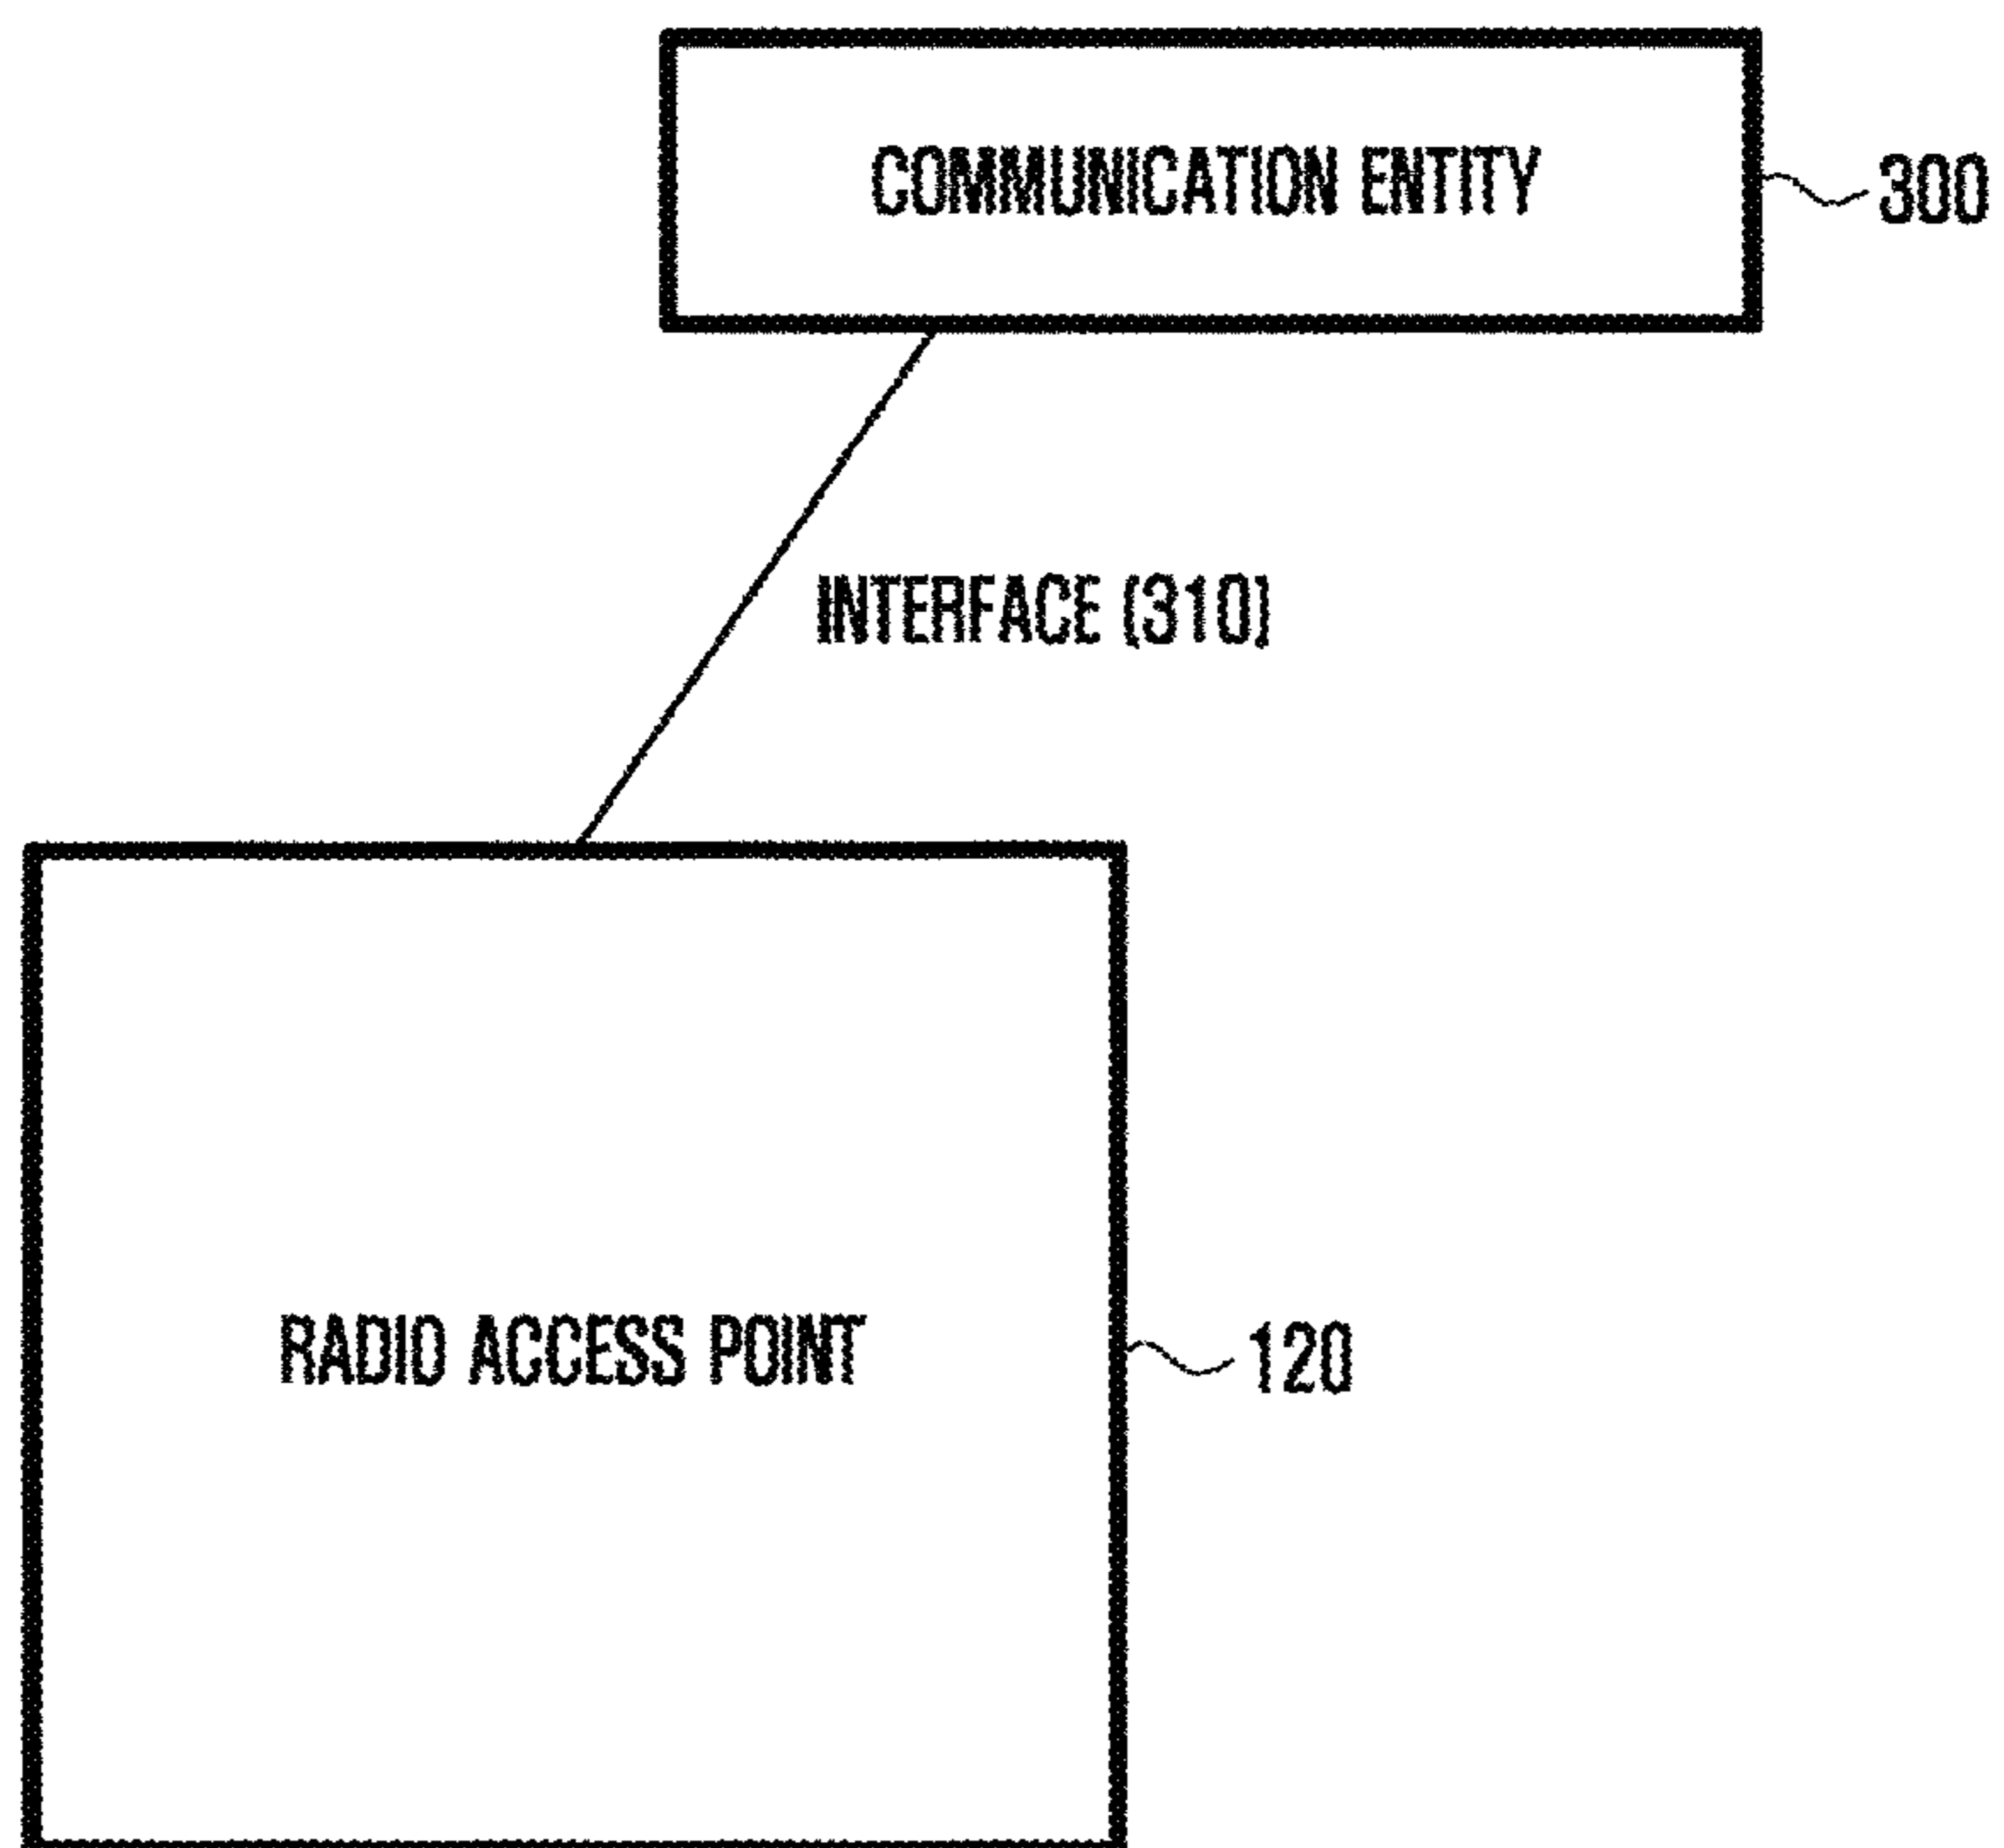 COMMUNICATION ENTITY
300
INTERFACE (310)
RADIO ACCESS POINT
120